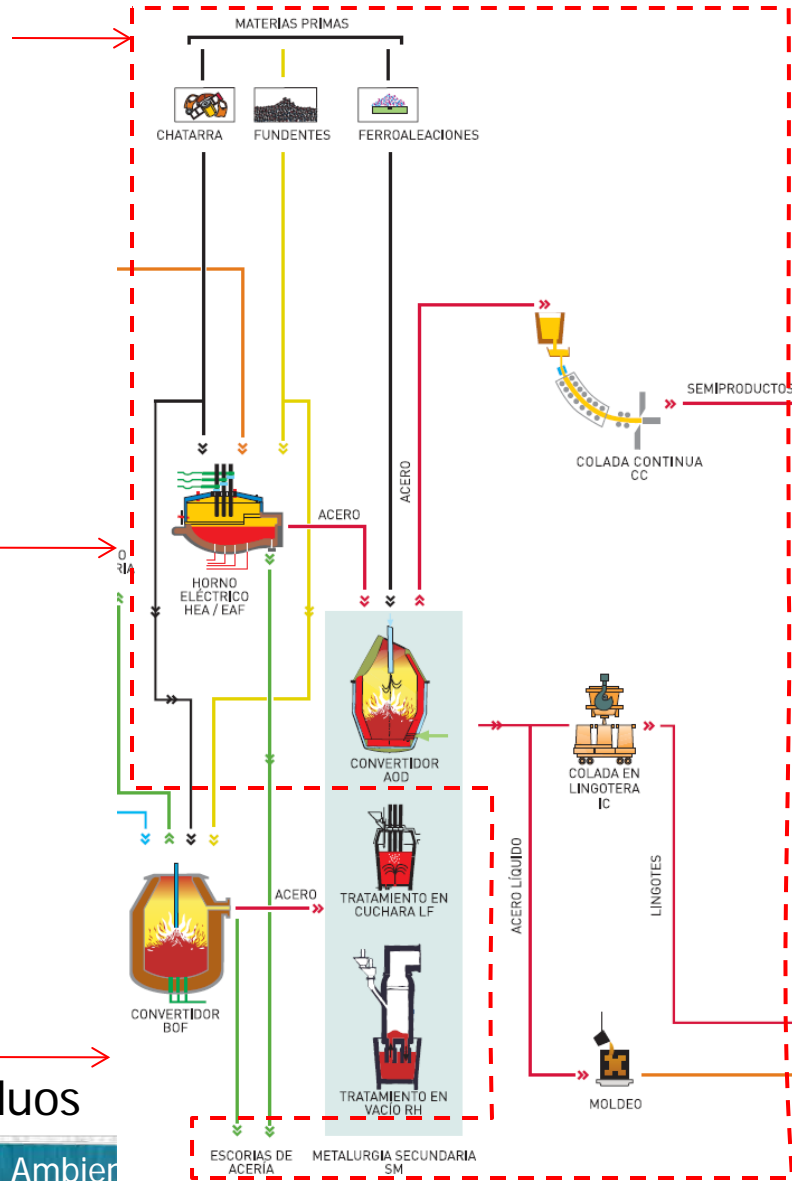 MATERIAS PRIMAS
CHATARRA
FUNDENTES
FERROALEACIONES
SEMIPRODUCTOS
COLADA CONTINUA
CC
ACERO
ACERO
O
RIA
HORNO
ELÉCTRICO
HEA / EAF
CONVERTIDOR
AOD
COLADA EN
LINGOTERA
IC
ACERO
TRATAMIENTO EN
CUCHARA LF
ACERO LÍQUIDO
LINGOTES
CONVERTIDOR
BOF
TRATAMIENTO EN
VACÍO RH
MOLDEO
luos
ESCORIAS DE
ACERÍA
METALURGIA SECUNDARIA
SM
Ambier